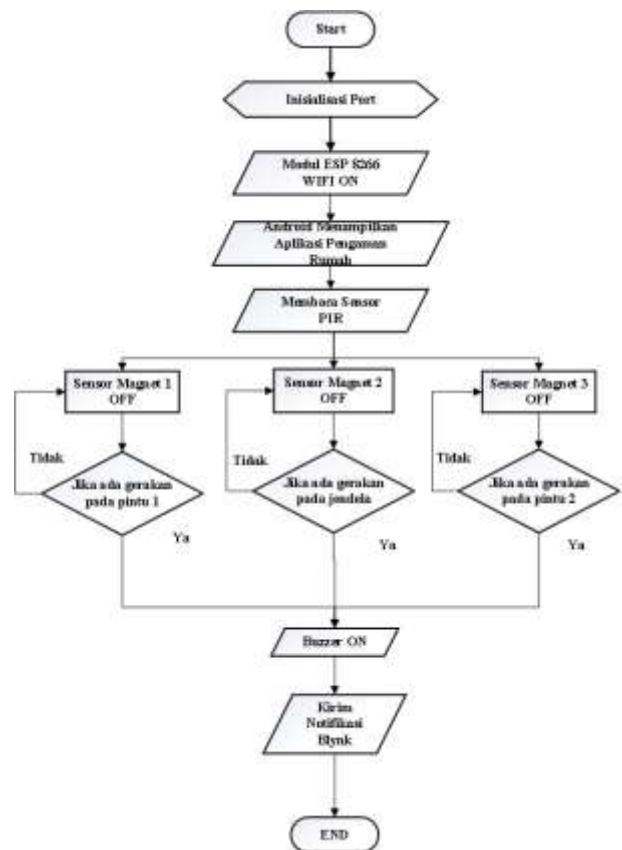 Start
Inisialisasi Port
Modul ESP 8266
WIFI ON
Android Menampilkan
Aplikasi Pengaman
Rumah
Membaca Sensor
PIR
Sensor Magnet 1
OFF
Sensor Magnet 2
OFF
Sensor Magnet 3
OFF
Tidak
Jika ada gerakan
pada pintu 1
Ya
Tidak
Jika ada gerakan
pada jendela
Ya
Tidak
Jika ada gerakan
pada pintu 2
Ya
Buzzer ON
Kirim
Notifikasi
Blynk
END